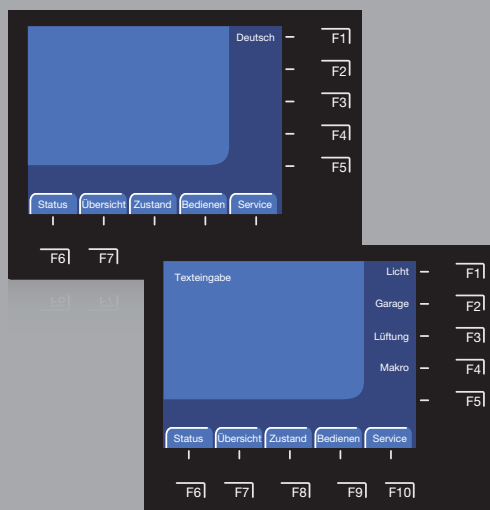 Deutsch
F1
F2
F3
F4
F5
Status Übersicht Zustand Bedienen Service
F6 F7
Texteingabe
Licht F1
Garage F2
Lüftung F3
Makro F4
F5
Status Übersicht Zustand Bedienen Service
F6 F7 F8 F9 F10